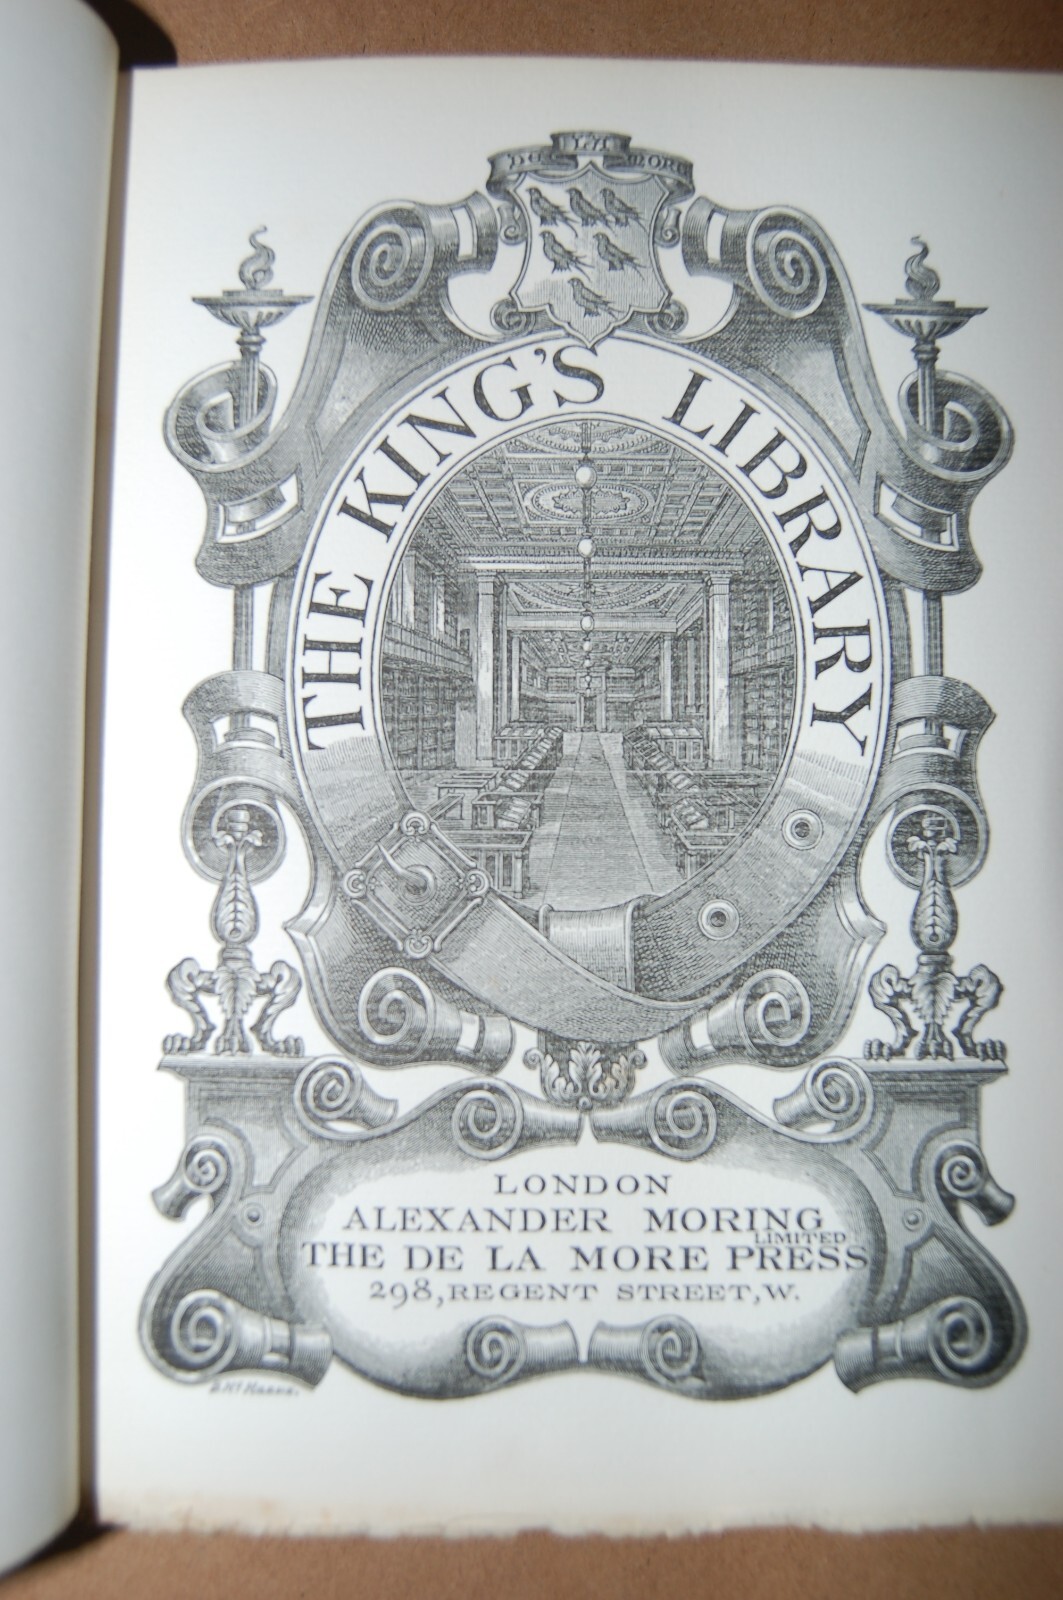 DE LA MORE
THE KING'S LIBRARY
LONDON
ALEXANDER MORING
LIMITED
THE DE LA MORE PRESS
298, REGENT STREET, W.